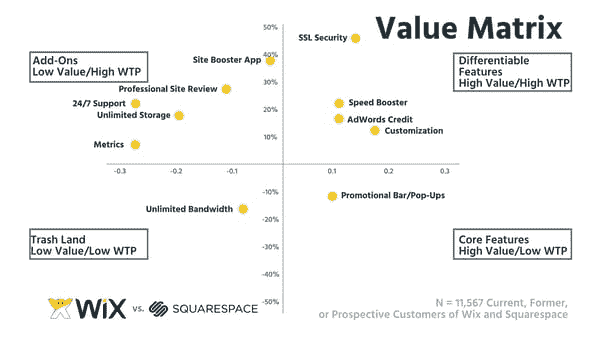 Value Matrix
50%
SSL Security
40%
Add-Ons
Low Value/High WTP
Site Booster App
Differentiable
Features
High Value/High WTP
30%
Professional Site Review
24/7 Support
Speed Booster
20%
Unlimited Storage
AdWords Credit
Customization
10%
Metrics
-0.3
-0.2
-0.1
0.1
0.2
0.3
-10%
Promotional Bar/Pop-Ups
Unlimited Bandwidth
-20%
Trash Land
Low Value/Low WTP
Core Features
High Value/Low WTP
-30%
-40%
-50%
WiX vs. SQUARESPACE
N = 11,567 Current, Former,
or Prospective Customers of Wix and Squarespace